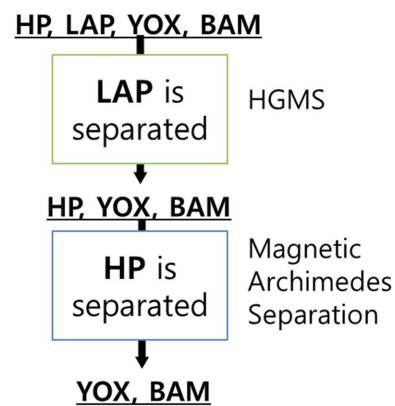 HP, LAP, YOX, BAM
LAP is
separated
HGMS
HP, YOX, BAM
HP is
separated
Magnetic
Archimedes
Separation
YOX, BAM